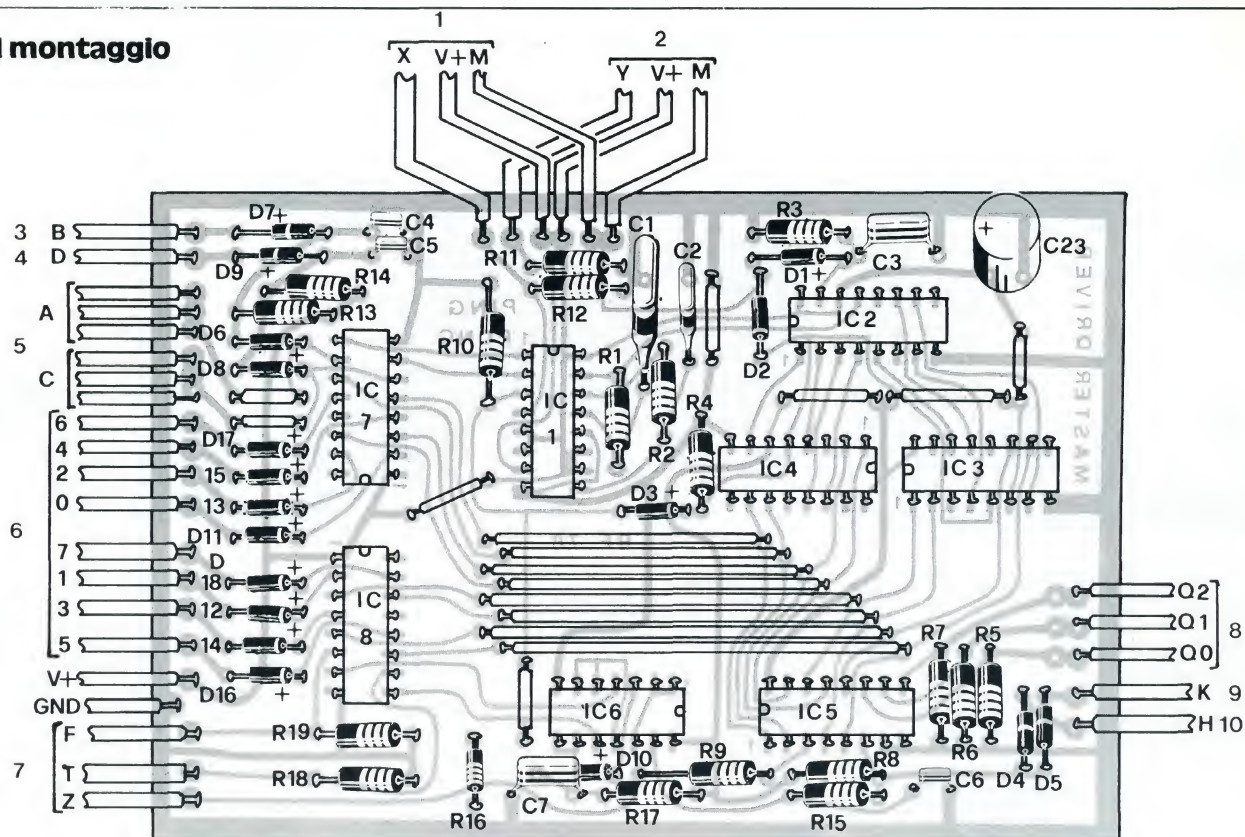 l montaggio
1
2
X V+ M
Y V+ M
3 B
4 D
A
5
C
6
4
2
0
6
7
1
3
5
V+
GND
7
F
T
Z
D7 +
C4
C5
D9 +
R14
R13
D6 +
D8 +
D17 +
15 +
13 +
D11 +
D
18 +
12 +
14 +
D16 +
IC 7
IC 8
R19
R18
R16
R10
R11
R12
PING
IC 1
C1
C2
R1
R2
R4
D3 +
R3
D1 +
C3
D2
IC2
+
C23
MASTER DRIVER
IC4
IC3
IC6
IC5
C7
+
D10
R9
R17
R8
R15
R7
R5
R6
C6
D4
D5
Q2
Q1
Q0
8
K 9
H 10